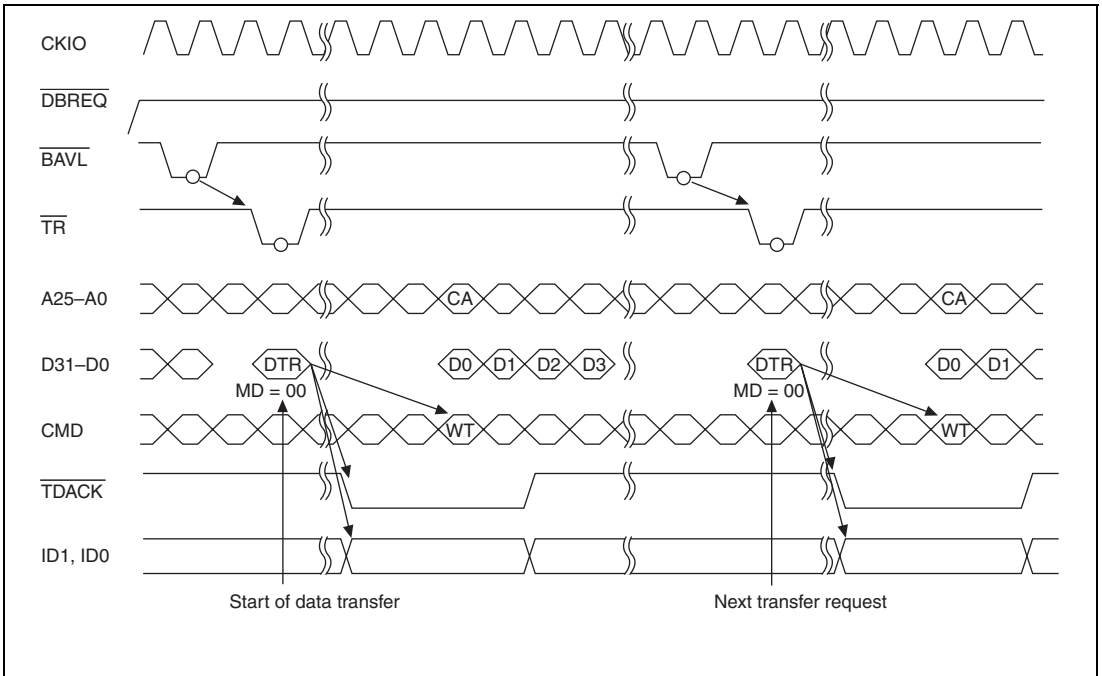 CKIO
DBREQ
BAVL
TR
A25–A0 CA CA
D31–D0 DTR D0 D1 D2 D3 DTR D0 D1
MD = 00 MD = 00
CMD WT WT
TDACK
ID1, ID0
Start of data transfer Next transfer request